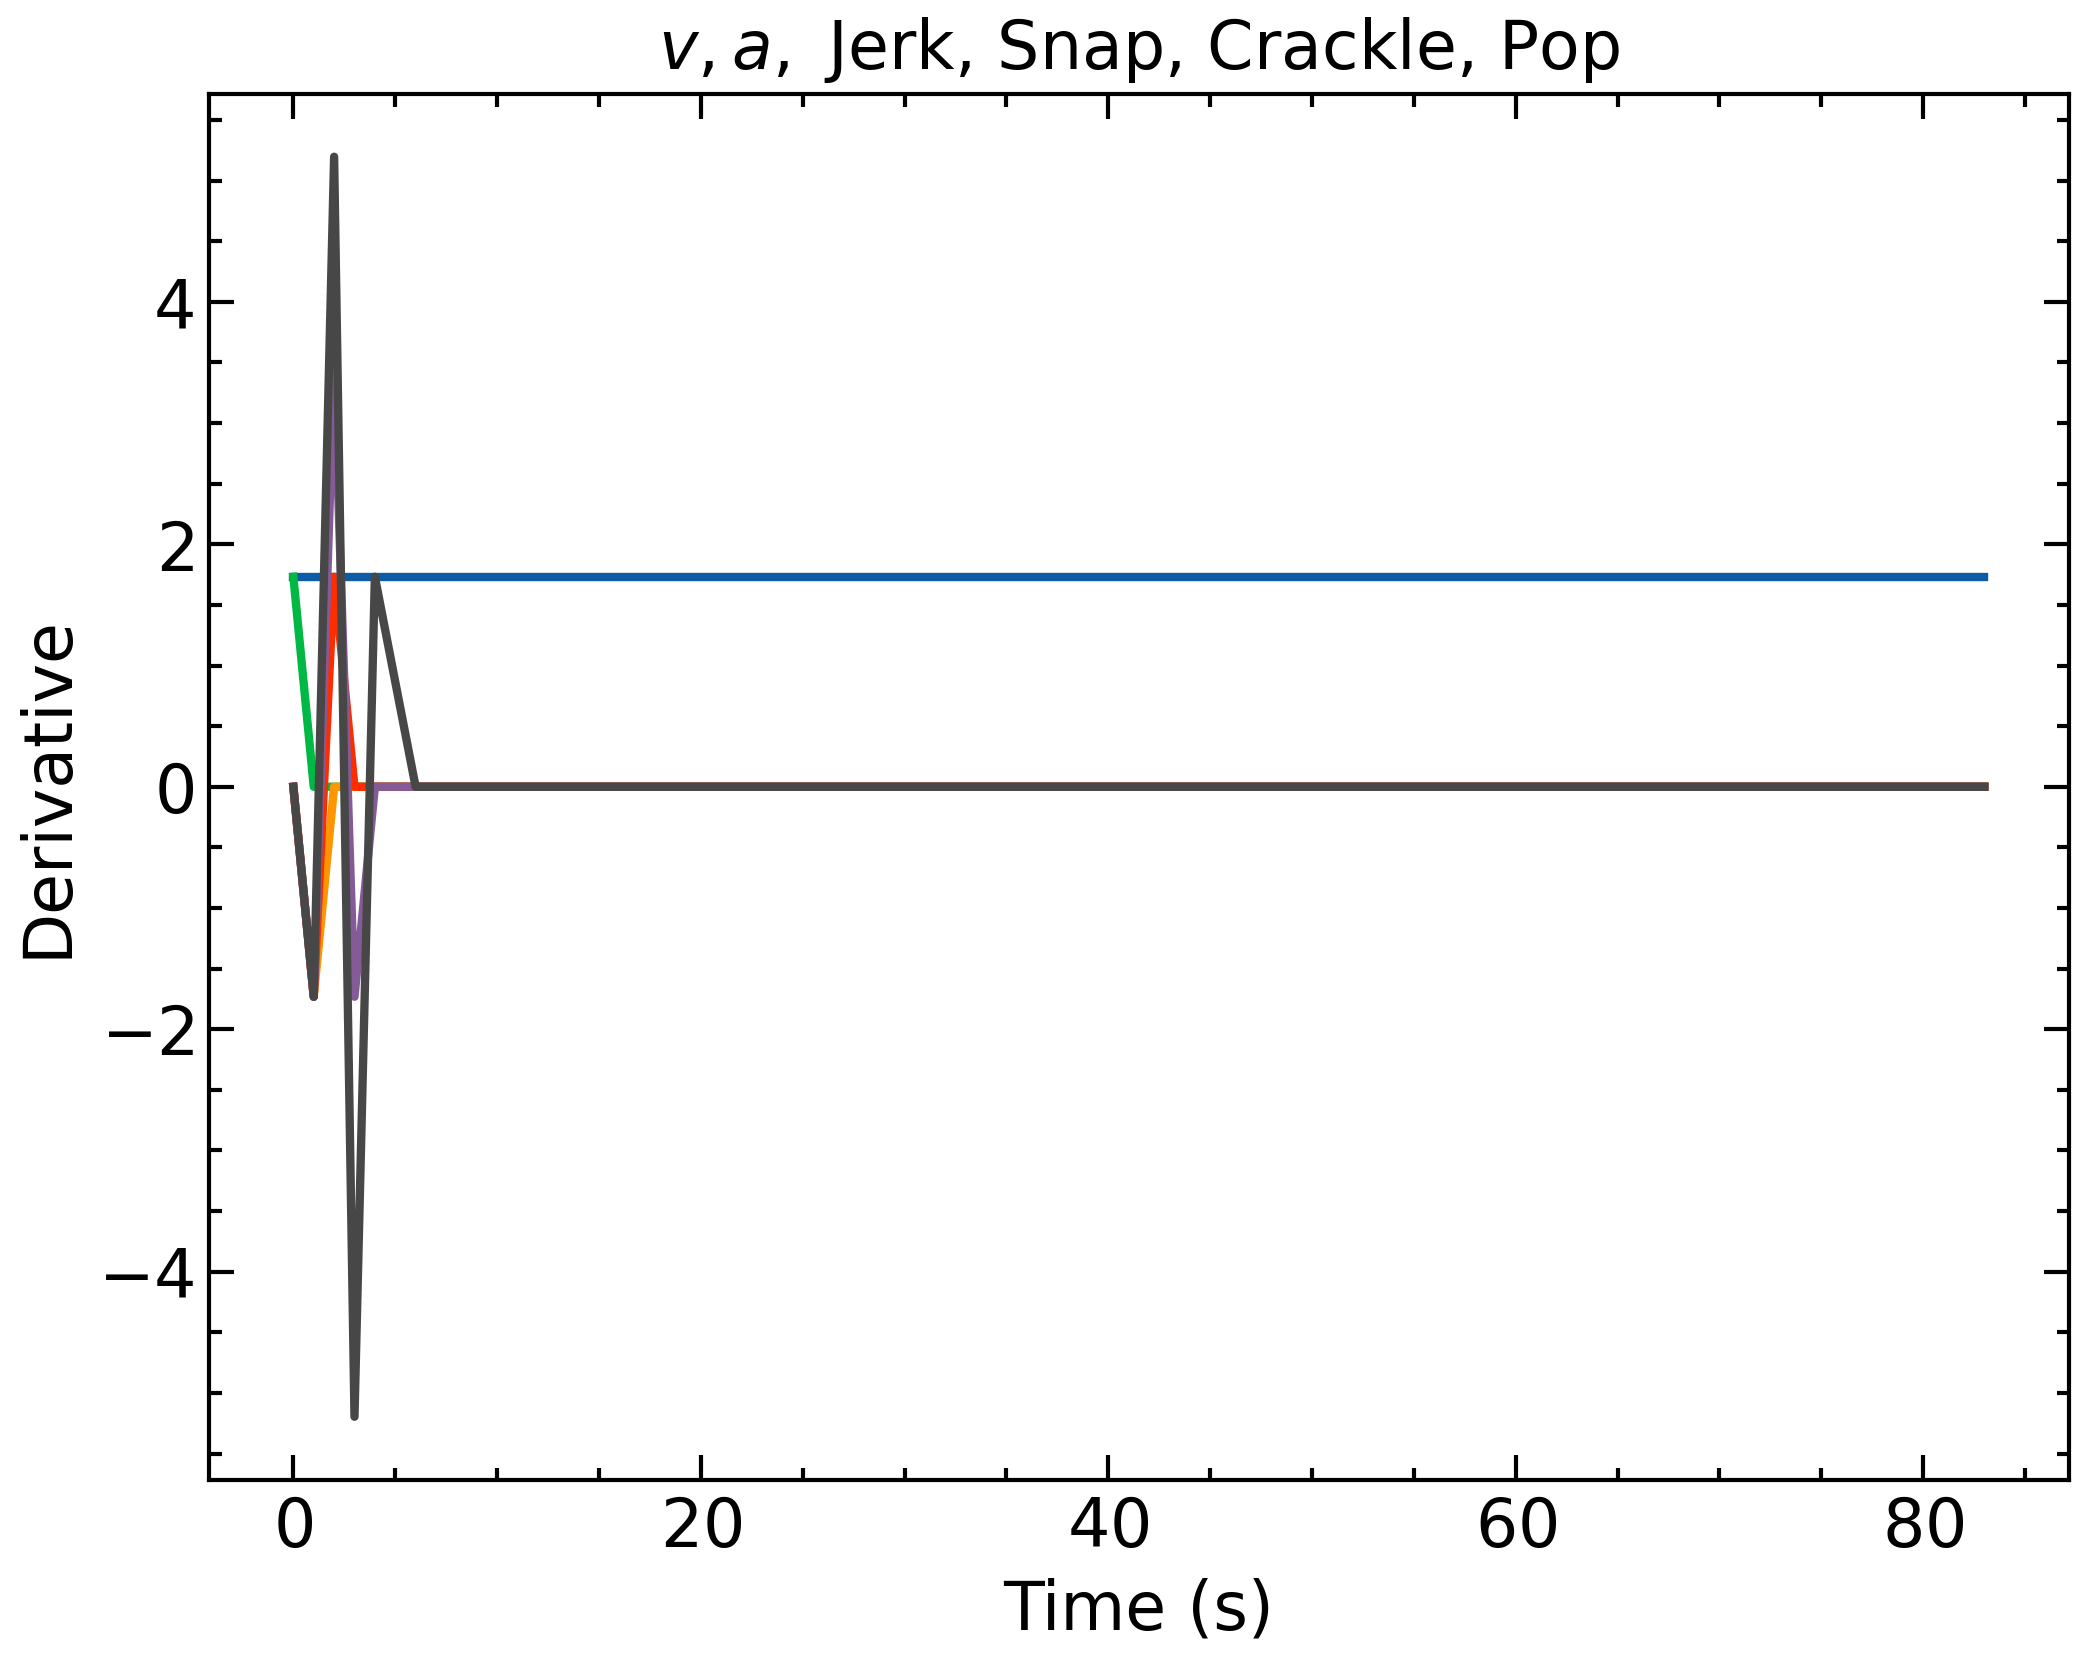 v, a, Jerk, Snap, Crackle, Pop
Derivative
4
2
0
−2
−4
0 20 40 60 80
Time (s)